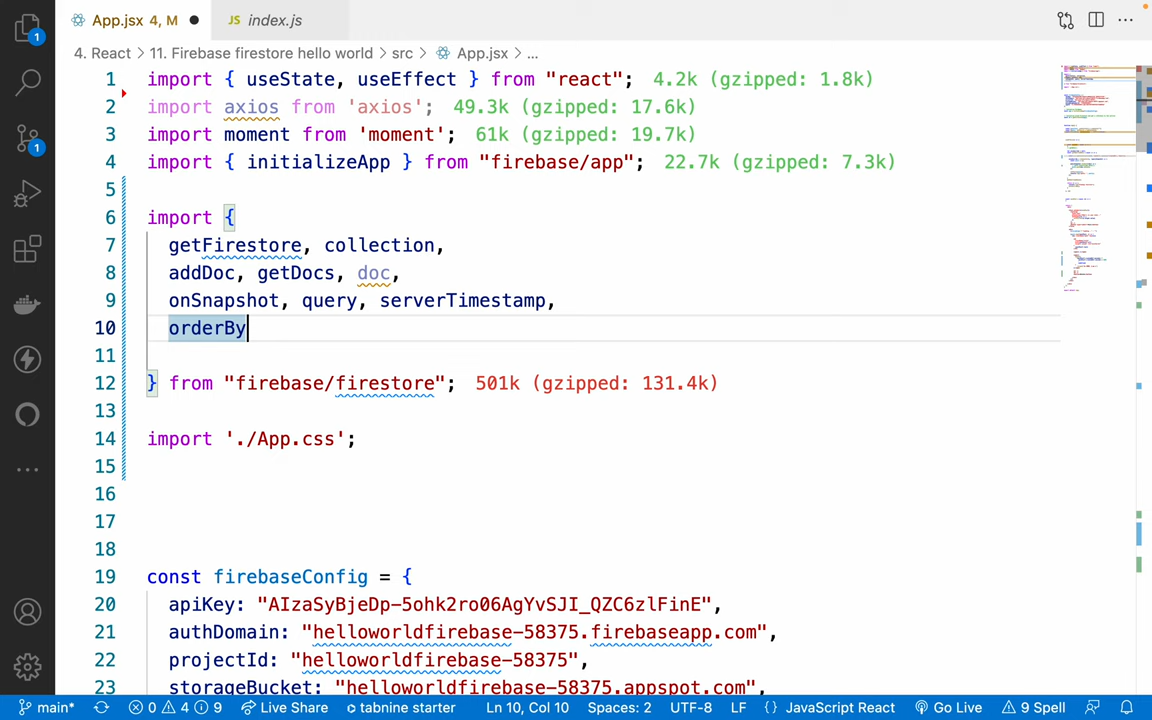 App.jsx 4, M ●
JS index.js
4. React > 11. Firebase firestore hello world > src > App.jsx > ...
1 import { useState, useEffect } from "react"; 4.2k (gzipped: 1.8k)
2 import axios from 'axios'; 49.3k (gzipped: 17.6k)
3 import moment from 'moment'; 61k (gzipped: 19.7k)
4 import { initializeApp } from "firebase/app"; 22.7k (gzipped: 7.3k)
5
6 import {
7 getFirestore, collection,
8 addDoc, getDocs, doc,
9 onSnapshot, query, serverTimestamp,
10 orderBy
11
12 } from "firebase/firestore"; 501k (gzipped: 131.4k)
13
14 import './App.css';
15
16
17
18
19 const firebaseConfig = {
20 apiKey: "AIzaSyBjeDp-5ohk2ro06AgYvSJI_QZC6zlFinE",
21 authDomain: "helloworldfirebase-58375.firebaseapp.com",
22 projectId: "helloworldfirebase-58375",
23 storageBucket: "helloworldfirebase-58375.appspot.com",
1
1
main* 0 4 9 Live Share tabnine starter Ln 10, Col 10 Spaces: 2 UTF-8 LF {} JavaScript React Go Live 9 Spell